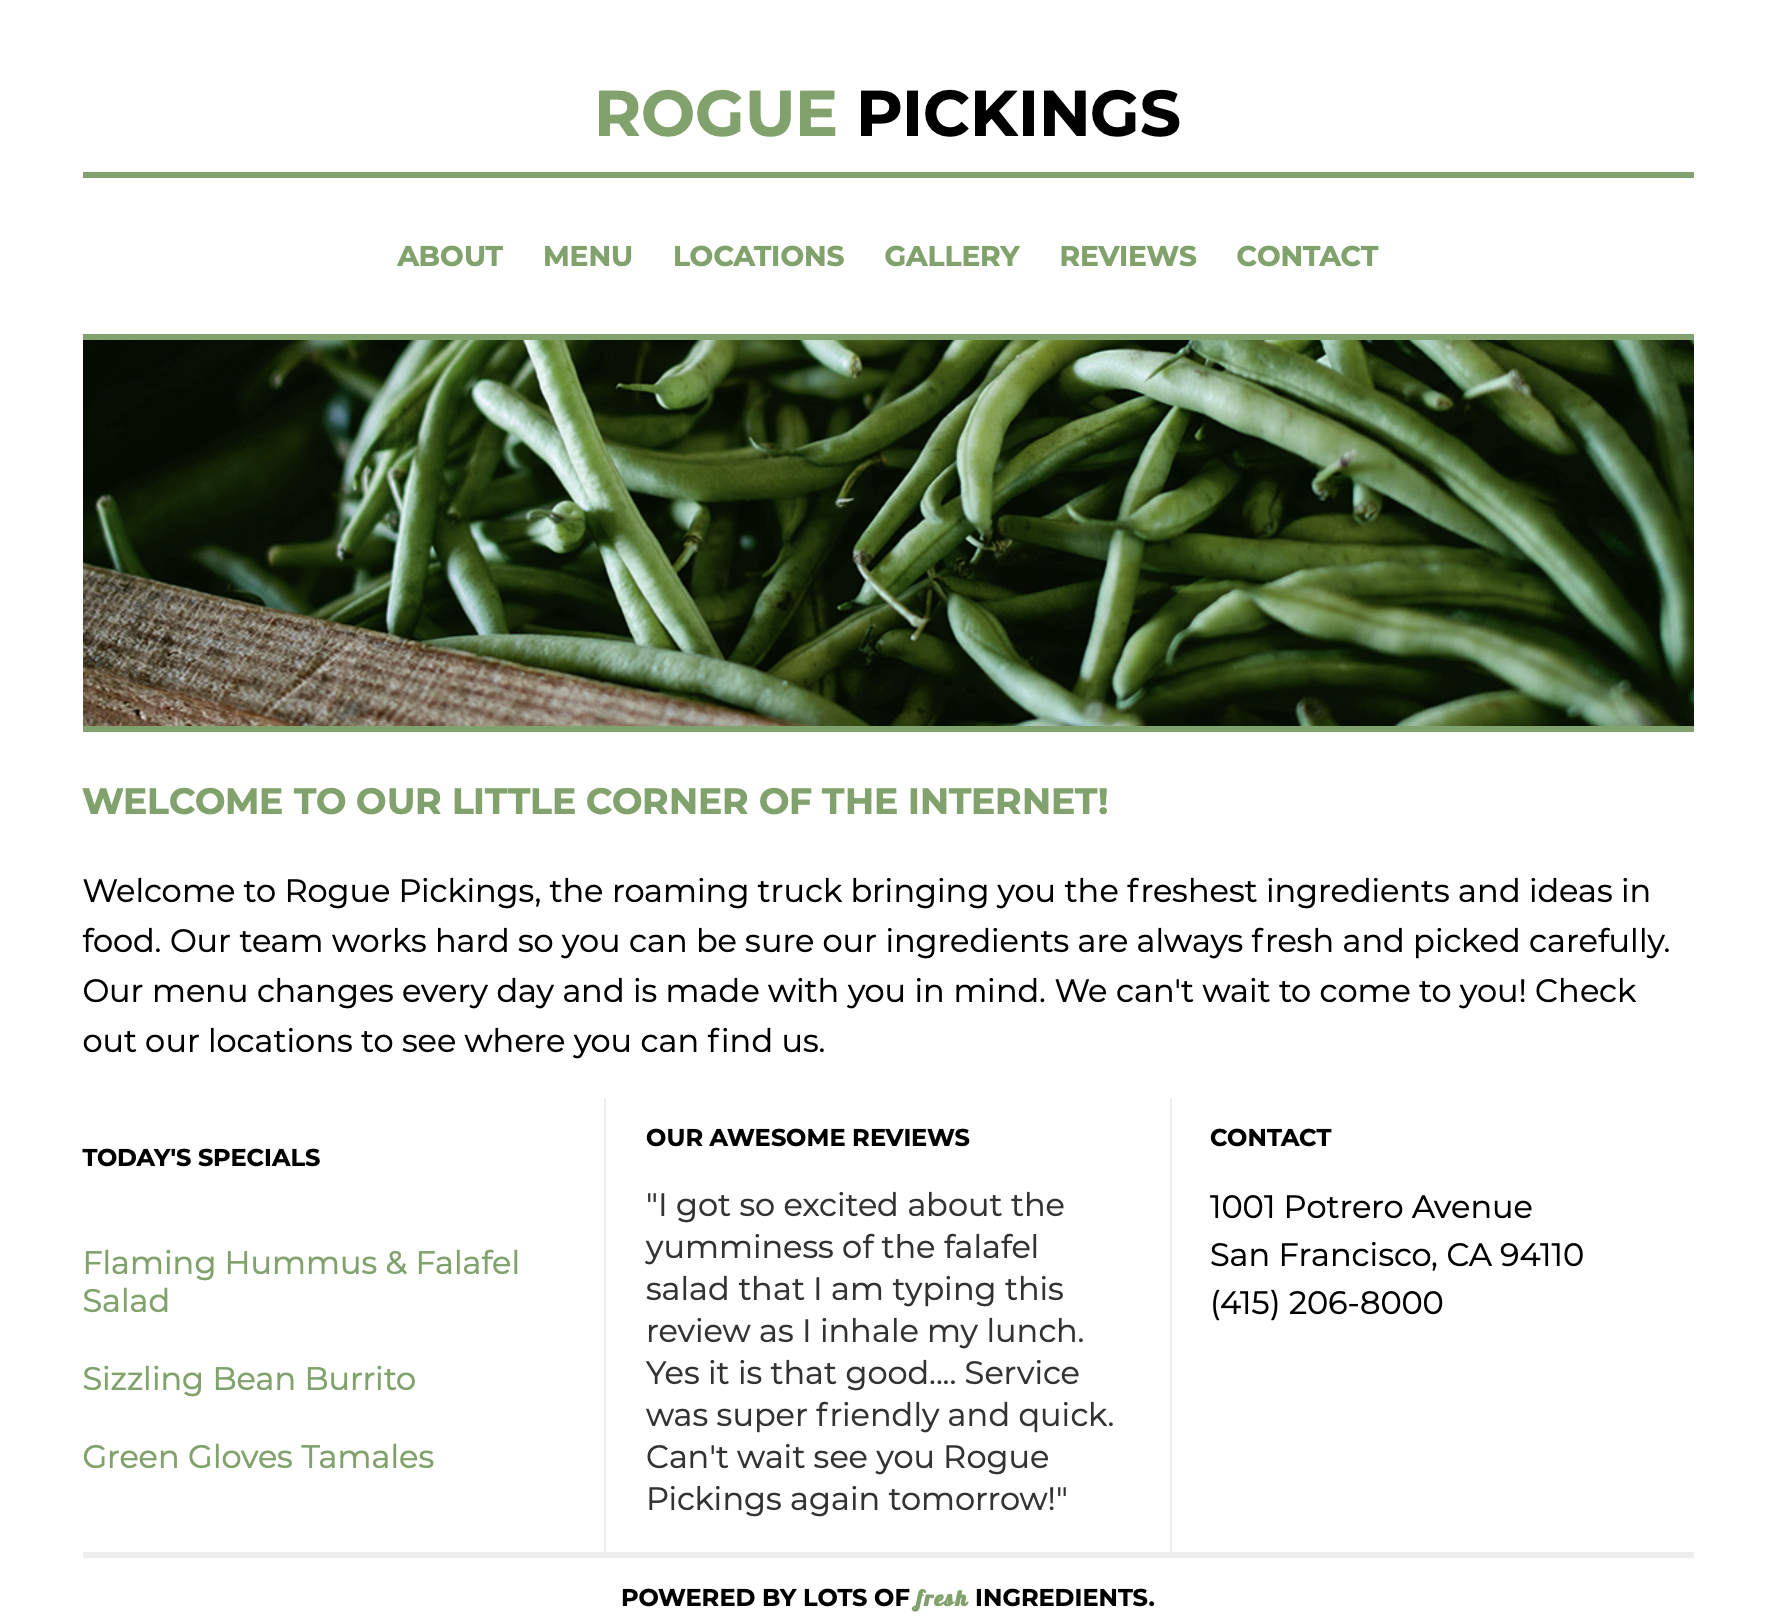 ROGUE PICKINGS
ABOUT MENU LOCATIONS GALLERY REVIEWS CONTACT
WELCOME TO OUR LITTLE CORNER OF THE INTERNET!
Welcome to Rogue Pickings, the roaming truck bringing you the freshest ingredients and ideas in
food. Our team works hard so you can be sure our ingredients are always fresh and picked carefully.
Our menu changes every day and is made with you in mind. We can't wait to come to you! Check
out our locations to see where you can find us.
TODAY'S SPECIALS
Flaming Hummus & Falafel
Salad
Sizzling Bean Burrito
Green Gloves Tamales
OUR AWESOME REVIEWS
"I got so excited about the
yumminess of the falafel
salad that I am typing this
review as I inhale my lunch.
Yes it is that good.... Service
was super friendly and quick.
Can't wait see you Rogue
Pickings again tomorrow!"
CONTACT
1001 Potrero Avenue
San Francisco, CA 94110
(415) 206-8000
POWERED BY LOTS OF fresh INGREDIENTS.